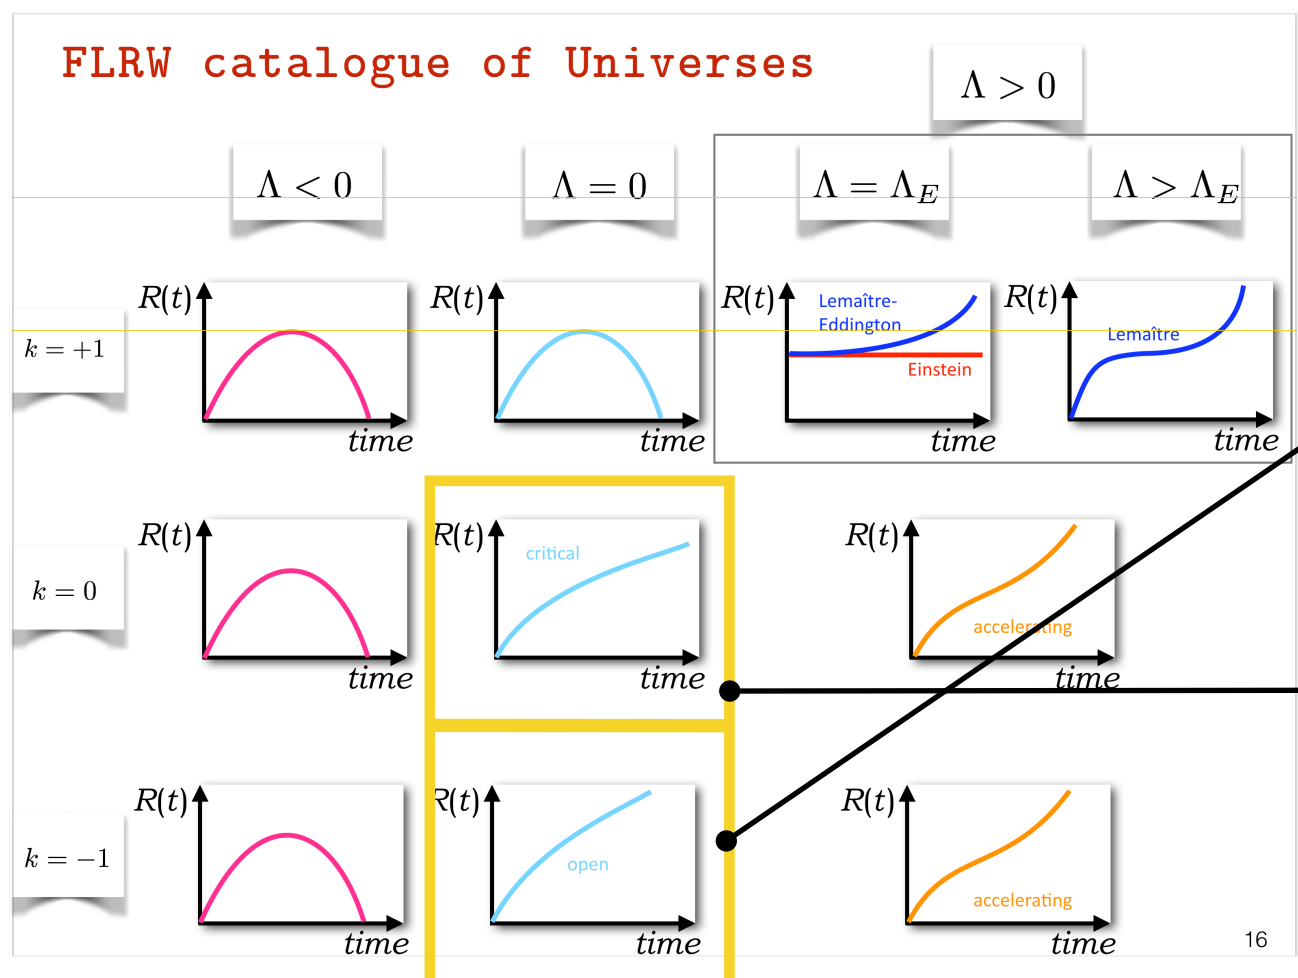 FLRW catalogue of Universes
Λ > 0
Λ < 0
Λ = 0
Λ = Λ_E
Λ > Λ_E
k = +1
R(t)
time
R(t)
time
R(t)
Lemaître-
Eddington
Einstein
time
R(t)
Lemaître
time
k = 0
R(t)
time
R(t)
critical
time
R(t)
accelerating
time
k = −1
R(t)
time
R(t)
open
time
R(t)
accelerating
time
16